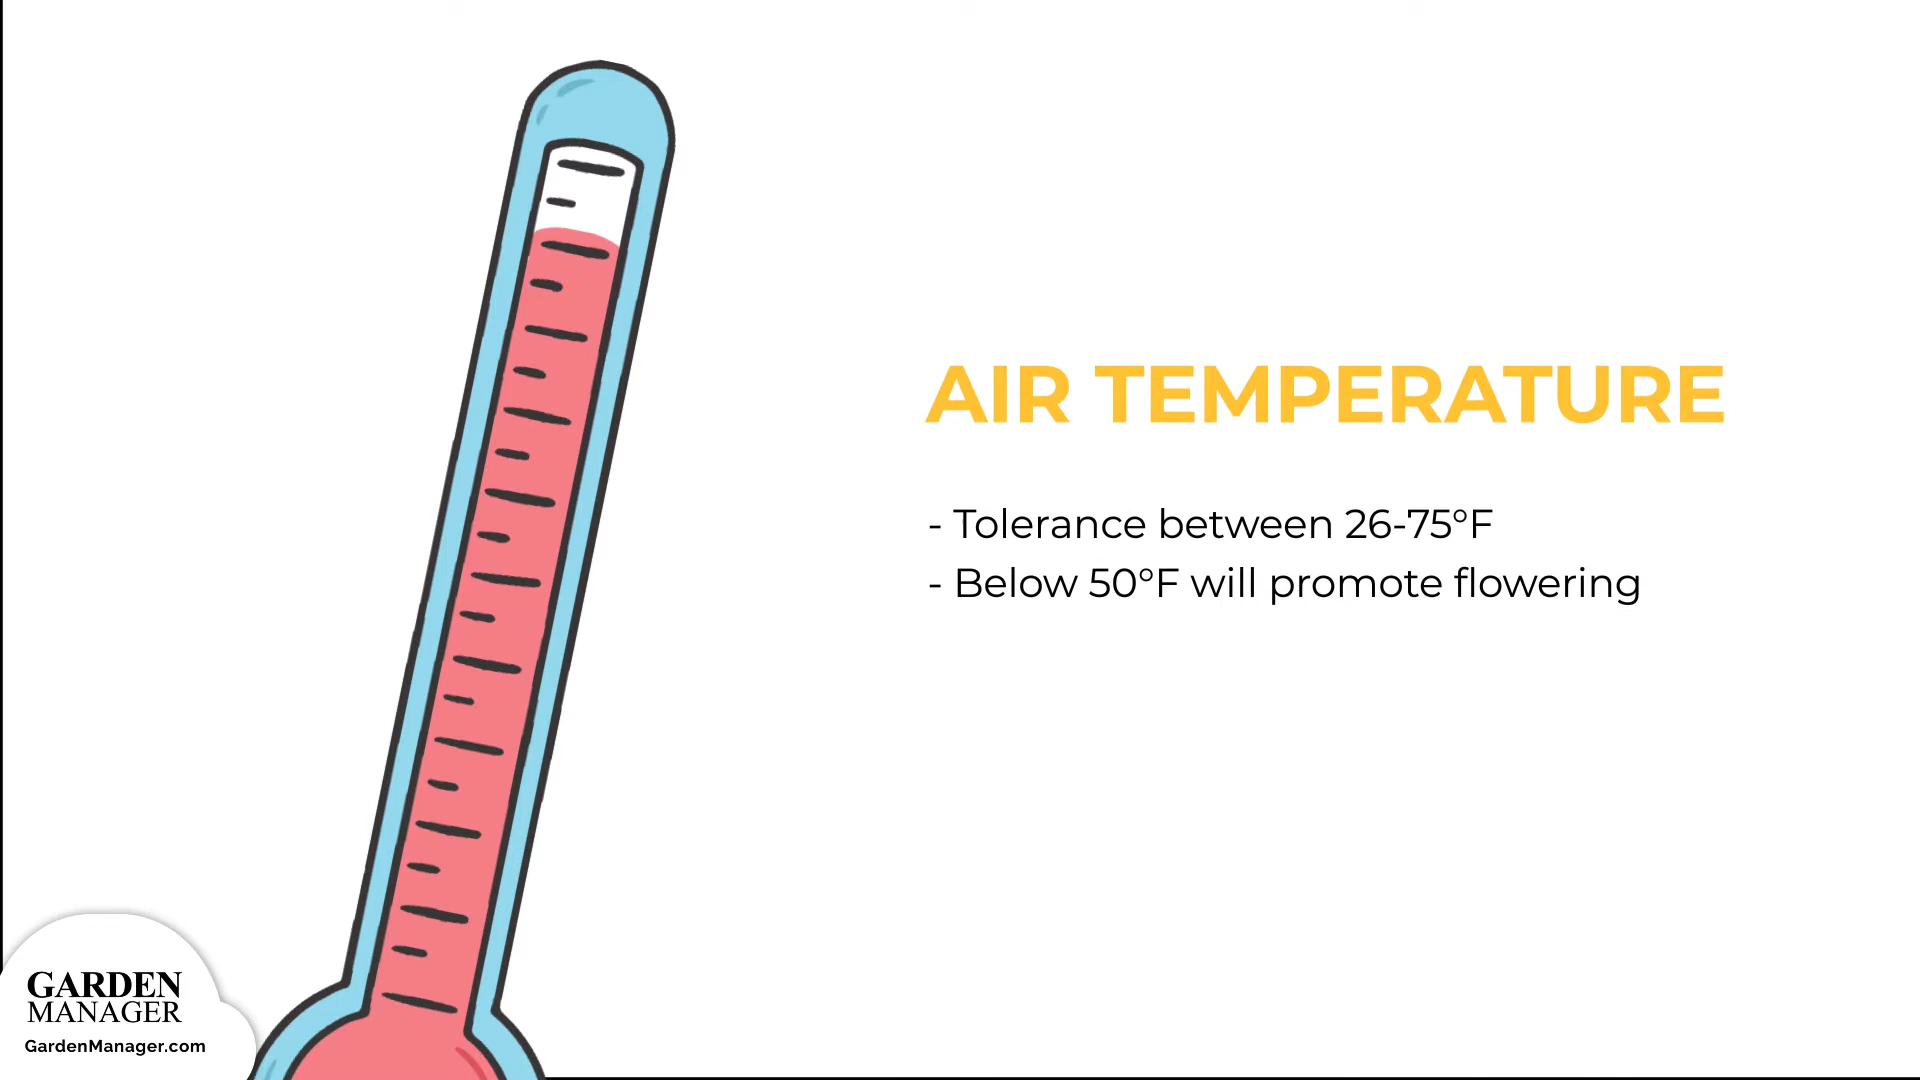 AIR TEMPERATURE
- Tolerance between 26-75°F
- Below 50°F will promote flowering
GARDEN
MANAGER
GardenManager.com